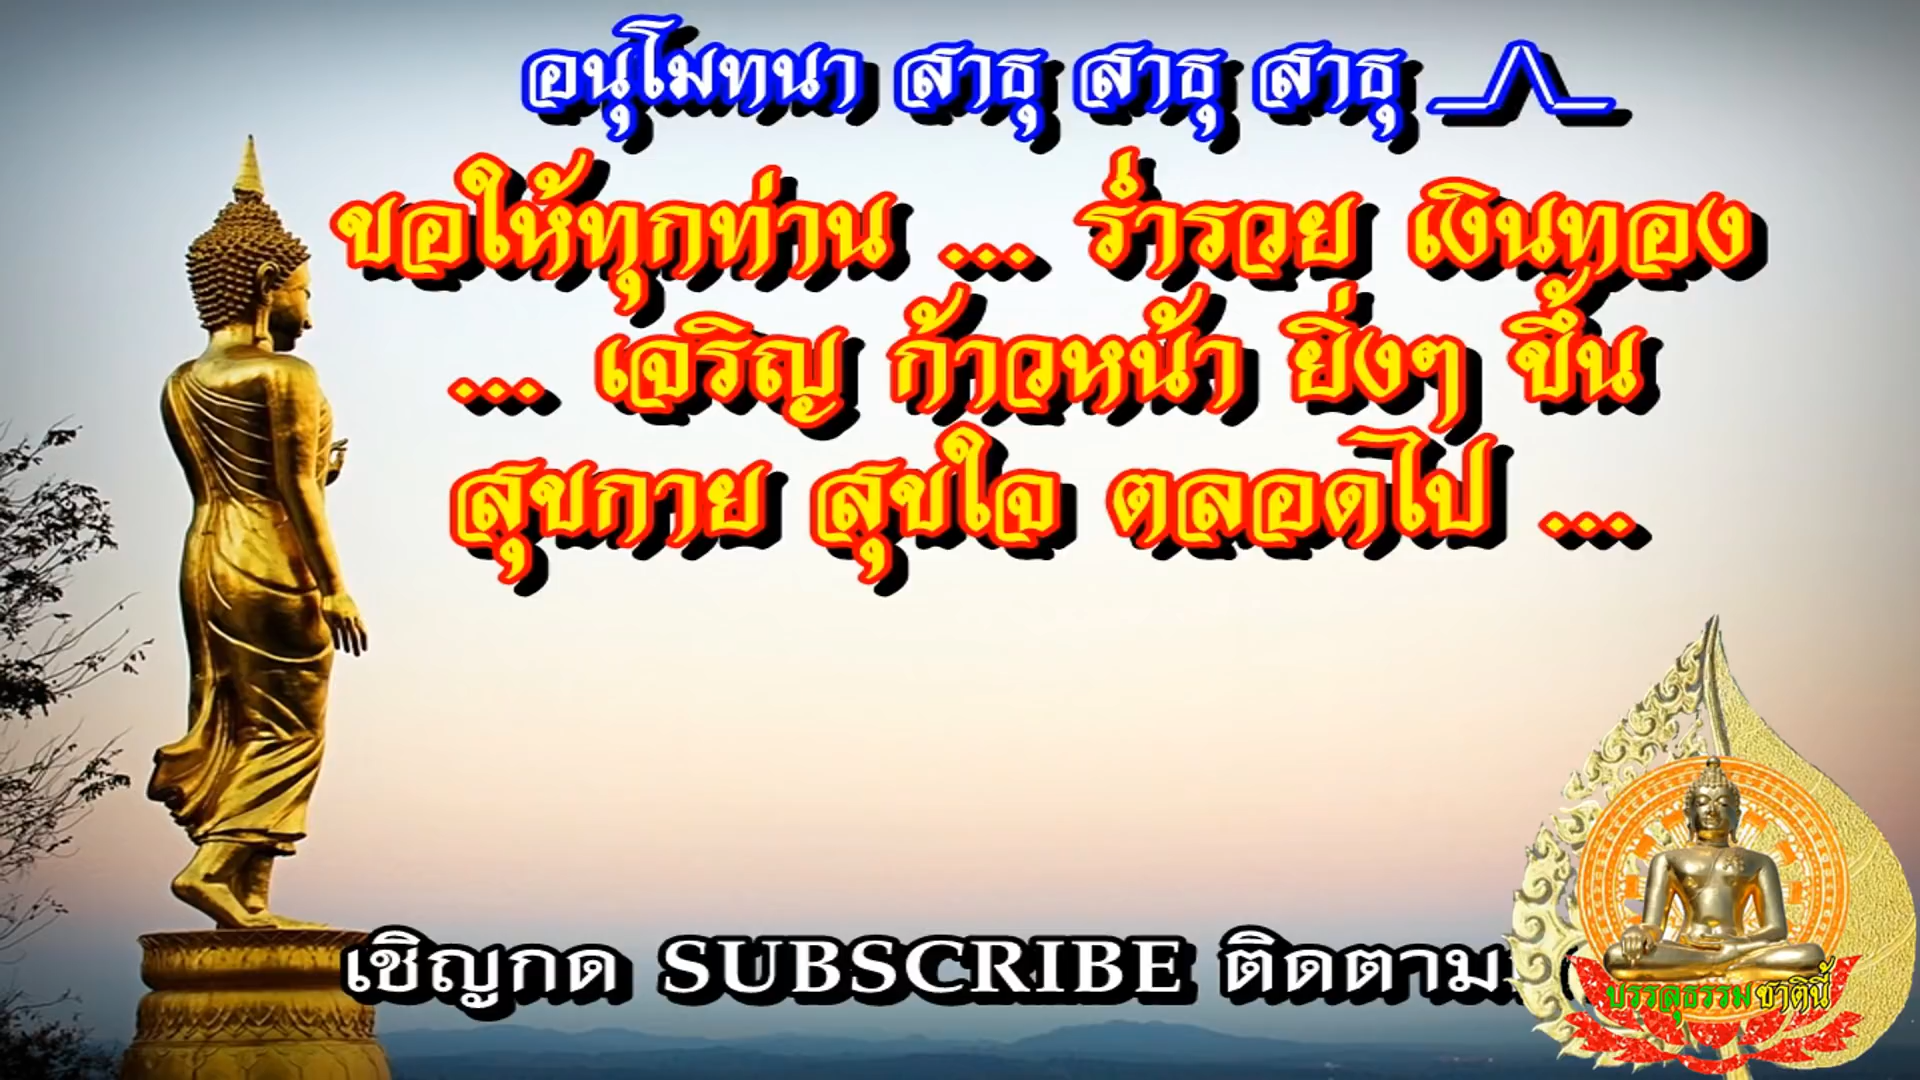 อนุโมทนา สาธุ สาธุ สาธุ _/\_
ขอให้ทุกท่าน ... ร่ำรวย เงินทอง
... เจริญ ก้าวหน้า ยิ่งๆ ขึ้น
สุขกาย สุขใจ ตลอดไป ...
เชิญกด SUBSCRIBE ติดตาม
บรรลุธรรมชาตินี้